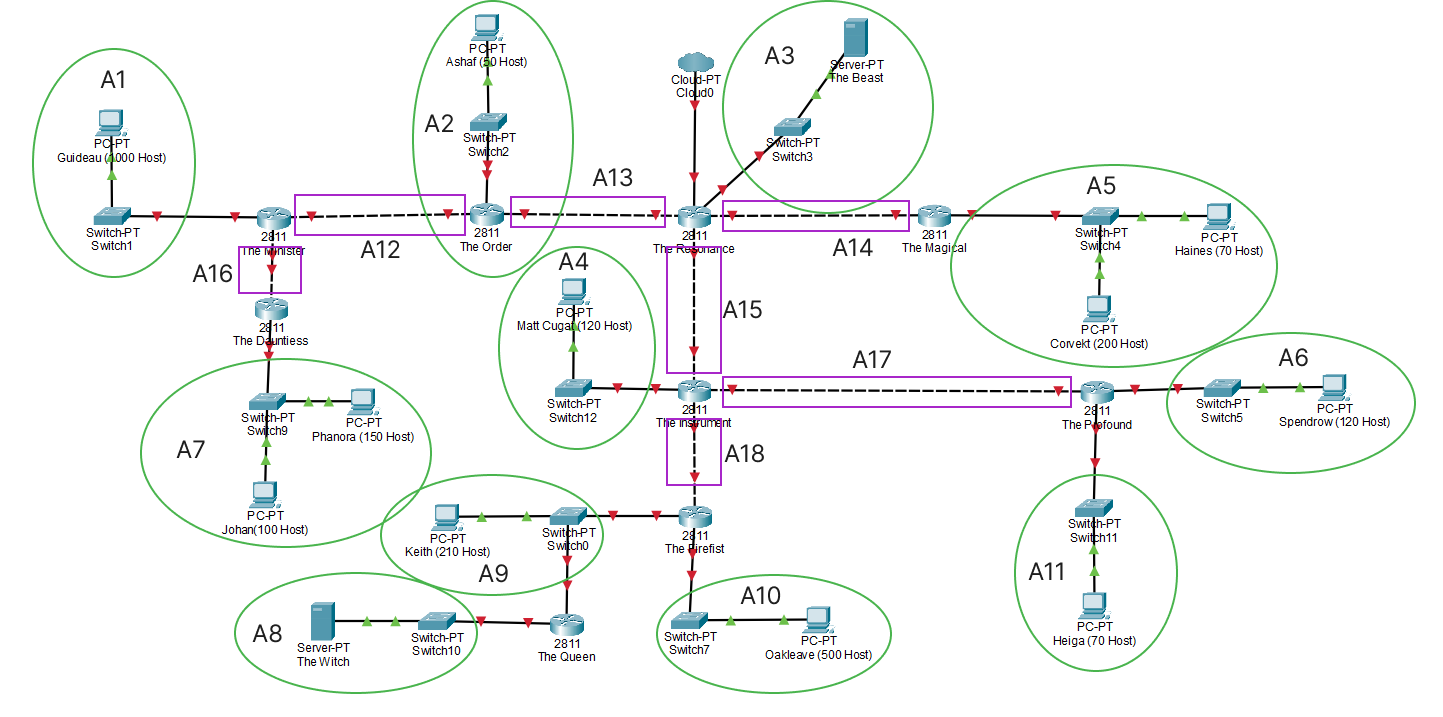 A1
PC-PT
Guideau (1000 Host)
Switch-PT
Switch1
2811
The Minister
A16
2811
The Dauntless
A12
PC-PT
Ashaf (50 Host)
A2
Switch-PT
Switch2
2811
The Order
A13
Cloud-PT
Cloud0
A3
Server-PT
The Beast
Switch-PT
Switch3
2811
The Resonance
A14
2811
The Magical
A5
Switch-PT
Switch4
PC-PT
Haines (70 Host)
PC-PT
Corvekt (200 Host)
A4
PC-PT
Matt Cugat (120 Host)
Switch-PT
Switch12
A15
2811
The Instrument
A17
2811
The Profound
A6
Switch-PT
Switch5
PC-PT
Spendrow (120 Host)
A7
Switch-PT
Switch9
PC-PT
Phanora (150 Host)
PC-PT
Johan(100 Host)
A18
2811
The Firefist
PC-PT
Keith (210 Host)
Switch-PT
Switch0
A9
A8
Server-PT
The Witch
Switch-PT
Switch10
2811
The Queen
A10
Switch-PT
Switch7
PC-PT
Oakleave (500 Host)
Switch-PT
Switch11
A11
PC-PT
Heiga (70 Host)